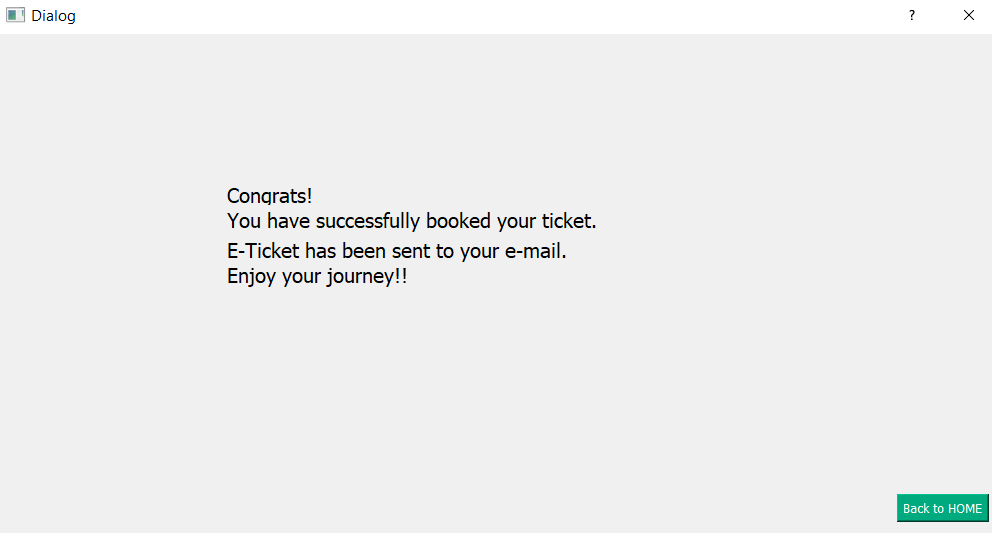 Dialog
?
Congrats!
You have successfully booked your ticket.
E-Ticket has been sent to your e-mail.
Enjoy your journey!!
Back to HOME